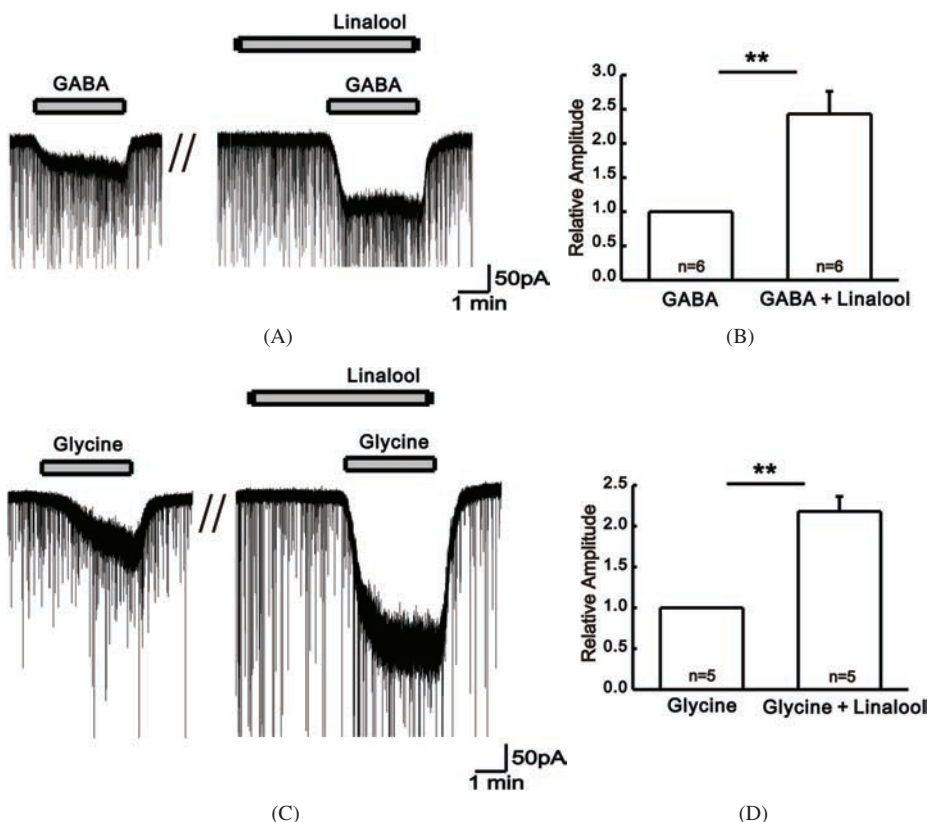 Linalool
GABA
GABA
50pA
1 min
(A)
**
Relative Amplitude
3.0
2.5
2.0
1.5
1.0
0.5
0.0
n=6
n=6
GABA
GABA + Linalool
(B)
Linalool
Glycine
Glycine
50pA
1 min
(C)
**
Relative Amplitude
2.5
2.0
1.5
1.0
0.5
0.0
n=5
n=5
Glycine
Glycine + Linalool
(D)